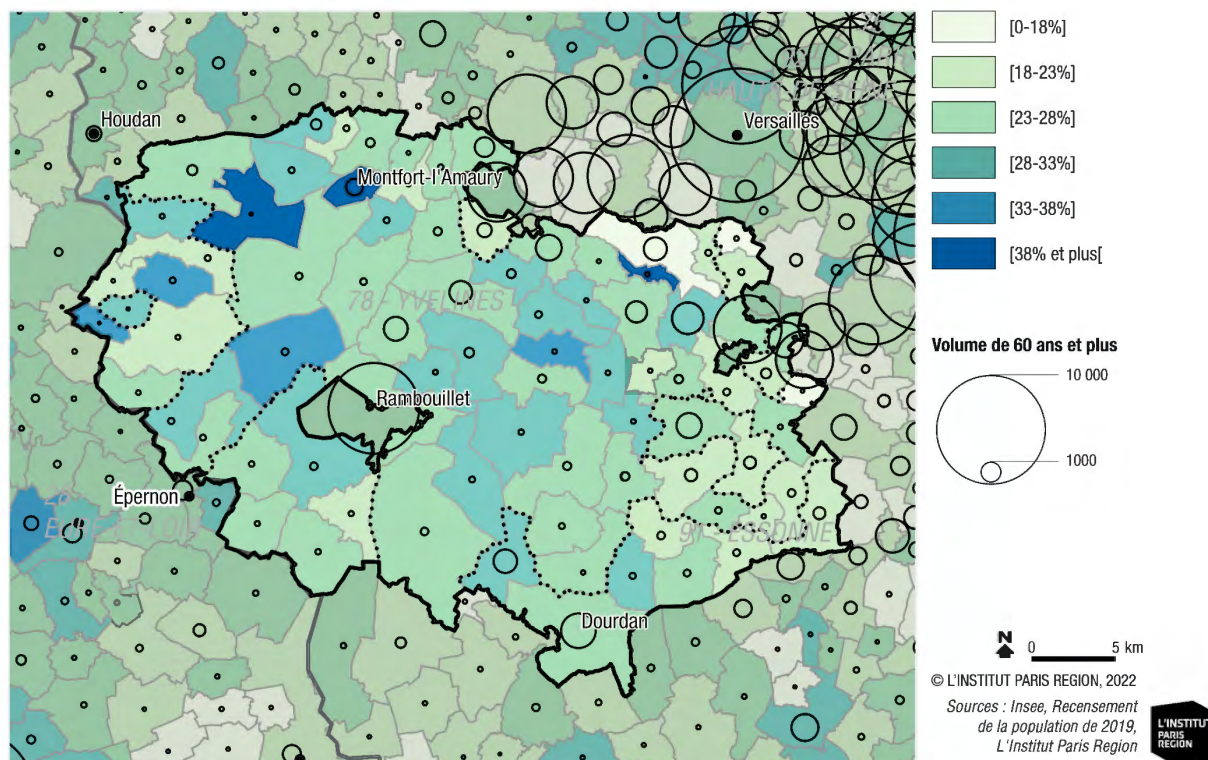 [0-18%]
[18-23%]
[23-28%]
[28-33%]
[33-38%]
[38% et plus[
Volume de 60 ans et plus
10 000
1000
Houdan
Versailles
Montfort-l'Amaury
78 - YVELINES
Rambouillet
Épernon
91 - ESSONNE
Dourdan
N
0 5 km
© L'INSTITUT PARIS REGION, 2022
Sources : Insee, Recensement
de la population de 2019,
L'Institut Paris Region
L'INSTITUT
PARIS
REGION